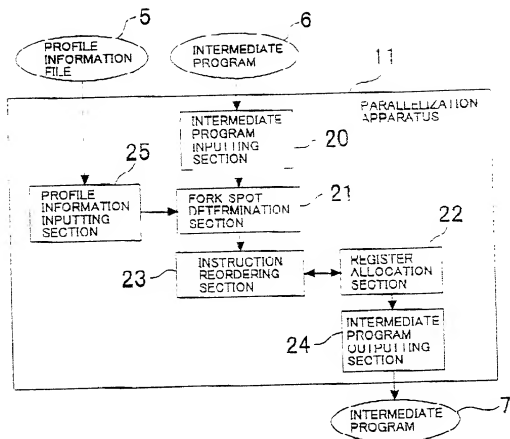 5
PROFILE
INFORMATION
FILE
6
INTERMEDIATE
PROGRAM
11
PARALLELIZATION
APPARATUS
INTERMEDIATE
PROGRAM
INPUTTING
SECTION
20
25
PROFILE
INFORMATION
INPUTTING
SECTION
FORK SPOT
DETERMINATION
SECTION
21
22
23
INSTRUCTION
REORDERING
SECTION
REGISTER
ALLOCATION
SECTION
24
INTERMEDIATE
PROGRAM
OUTPUTTING
SECTION
INTERMEDIATE
PROGRAM
7